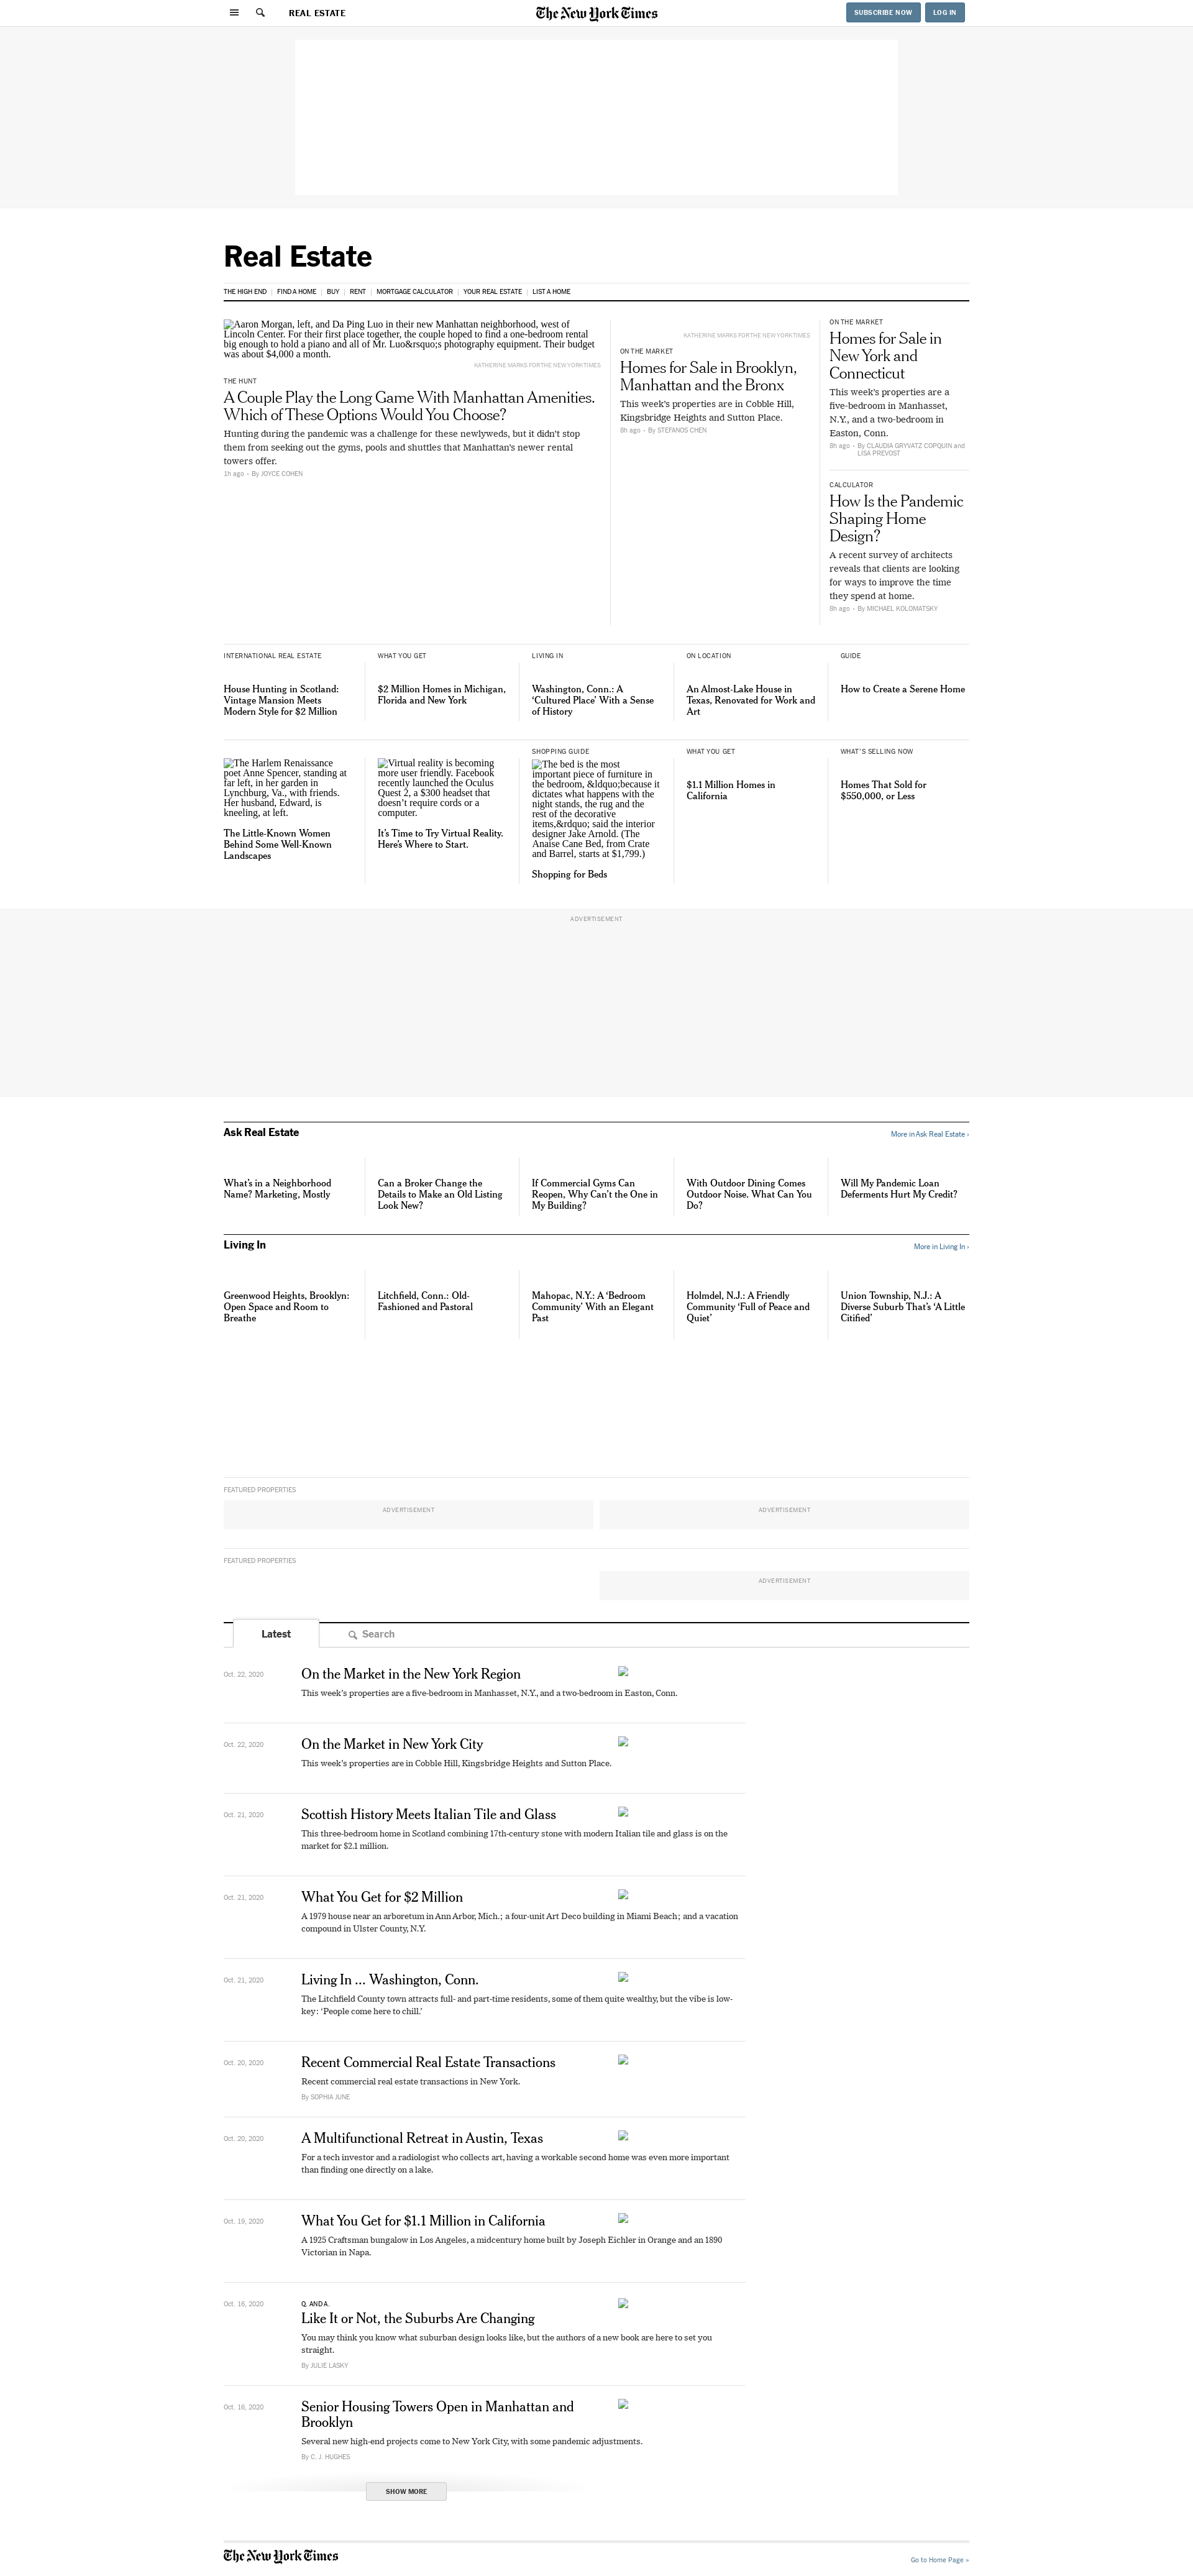 REAL ESTATE
The New York Times
SUBSCRIBE NOW
LOG IN
Real Estate
THE HIGH END
FIND A HOME
BUY
RENT
MORTGAGE CALCULATOR
YOUR REAL ESTATE
LIST A HOME
Aaron Morgan, left, and Da Ping Luo in their new Manhattan neighborhood, west of
Lincoln Center. For their first place together, the couple hoped to find a one-bedroom rental
big enough to hold a piano and all of Mr. Luo&rsquo;s photography equipment. Their budget
was about $4,000 a month.
KATHERINE MARKS FOR THE NEW YORK TIMES
THE HUNT
A Couple Play the Long Game With Manhattan Amenities.
Which of These Options Would You Choose?
Hunting during the pandemic was a challenge for these newlyweds, but it didn't stop
them from seeking out the gyms, pools and shuttles that Manhattan's newer rental
towers offer.
1h ago • By JOYCE COHEN
KATHERINE MARKS FOR THE NEW YORK TIMES
ON THE MARKET
Homes for Sale in Brooklyn,
Manhattan and the Bronx
This week's properties are in Cobble Hill,
Kingsbridge Heights and Sutton Place.
8h ago • By STEFANOS CHEN
ON THE MARKET
Homes for Sale in
New York and
Connecticut
This week's properties are a
five-bedroom in Manhasset,
N.Y., and a two-bedroom in
Easton, Conn.
8h ago • By CLAUDIA GRYVATZ COPQUIN and
LISA PREVOST
CALCULATOR
How Is the Pandemic
Shaping Home
Design?
A recent survey of architects
reveals that clients are looking
for ways to improve the time
they spend at home.
8h ago • By MICHAEL KOLOMATSKY
INTERNATIONAL REAL ESTATE
House Hunting in Scotland:
Vintage Mansion Meets
Modern Style for $2 Million
WHAT YOU GET
$2 Million Homes in Michigan,
Florida and New York
LIVING IN
Washington, Conn.: A
‘Cultured Place’ With a Sense
of History
ON LOCATION
An Almost-Lake House in
Texas, Renovated for Work and
Art
GUIDE
How to Create a Serene Home
The Harlem Renaissance
poet Anne Spencer, standing at
far left, in her garden in
Lynchburg, Va., with friends.
Her husband, Edward, is
kneeling, at left.
The Little-Known Women
Behind Some Well-Known
Landscapes
Virtual reality is becoming
more user friendly. Facebook
recently launched the Oculus
Quest 2, a $300 headset that
doesn’t require cords or a
computer.
It’s Time to Try Virtual Reality.
Here’s Where to Start.
SHOPPING GUIDE
The bed is the most
important piece of furniture in
the bedroom, &ldquo;because it
dictates what happens with the
night stands, the rug and the
rest of the decorative
items,&rdquo; said the interior
designer Jake Arnold. (The
Anaise Cane Bed, from Crate
and Barrel, starts at $1,799.)
Shopping for Beds
WHAT YOU GET
$1.1 Million Homes in
California
WHAT’S SELLING NOW
Homes That Sold for
$550,000, or Less
ADVERTISEMENT
Ask Real Estate
More in Ask Real Estate ›
What’s in a Neighborhood
Name? Marketing, Mostly
Can a Broker Change the
Details to Make an Old Listing
Look New?
If Commercial Gyms Can
Reopen, Why Can’t the One in
My Building?
With Outdoor Dining Comes
Outdoor Noise. What Can You
Do?
Will My Pandemic Loan
Deferments Hurt My Credit?
Living In
More in Living In ›
Greenwood Heights, Brooklyn:
Open Space and Room to
Breathe
Litchfield, Conn.: Old-
Fashioned and Pastoral
Mahopac, N.Y.: A ‘Bedroom
Community’ With an Elegant
Past
Holmdel, N.J.: A Friendly
Community ‘Full of Peace and
Quiet’
Union Township, N.J.: A
Diverse Suburb That’s ‘A Little
Citified’
FEATURED PROPERTIES
ADVERTISEMENT
ADVERTISEMENT
FEATURED PROPERTIES
ADVERTISEMENT
Latest
Search
Oct. 22, 2020
On the Market in the New York Region
This week’s properties are a five-bedroom in Manhasset, N.Y., and a two-bedroom in Easton, Conn.
Oct. 22, 2020
On the Market in New York City
This week’s properties are in Cobble Hill, Kingsbridge Heights and Sutton Place.
Oct. 21, 2020
Scottish History Meets Italian Tile and Glass
This three-bedroom home in Scotland combining 17th-century stone with modern Italian tile and glass is on the
market for $2.1 million.
Oct. 21, 2020
What You Get for $2 Million
A 1979 house near an arboretum in Ann Arbor, Mich.; a four-unit Art Deco building in Miami Beach; and a vacation
compound in Ulster County, N.Y.
Oct. 21, 2020
Living In ... Washington, Conn.
The Litchfield County town attracts full- and part-time residents, some of them quite wealthy, but the vibe is low-
key: ‘People come here to chill.’
Oct. 20, 2020
Recent Commercial Real Estate Transactions
Recent commercial real estate transactions in New York.
By SOPHIA JUNE
Oct. 20, 2020
A Multifunctional Retreat in Austin, Texas
For a tech investor and a radiologist who collects art, having a workable second home was even more important
than finding one directly on a lake.
Oct. 19, 2020
What You Get for $1.1 Million in California
A 1925 Craftsman bungalow in Los Angeles, a midcentury home built by Joseph Eichler in Orange and an 1890
Victorian in Napa.
Oct. 16, 2020
Q. AND A.
Like It or Not, the Suburbs Are Changing
You may think you know what suburban design looks like, but the authors of a new book are here to set you
straight.
By JULIE LASKY
Oct. 16, 2020
Senior Housing Towers Open in Manhattan and
Brooklyn
Several new high-end projects come to New York City, with some pandemic adjustments.
By C. J. HUGHES
SHOW MORE
The New York Times
Go to Home Page »